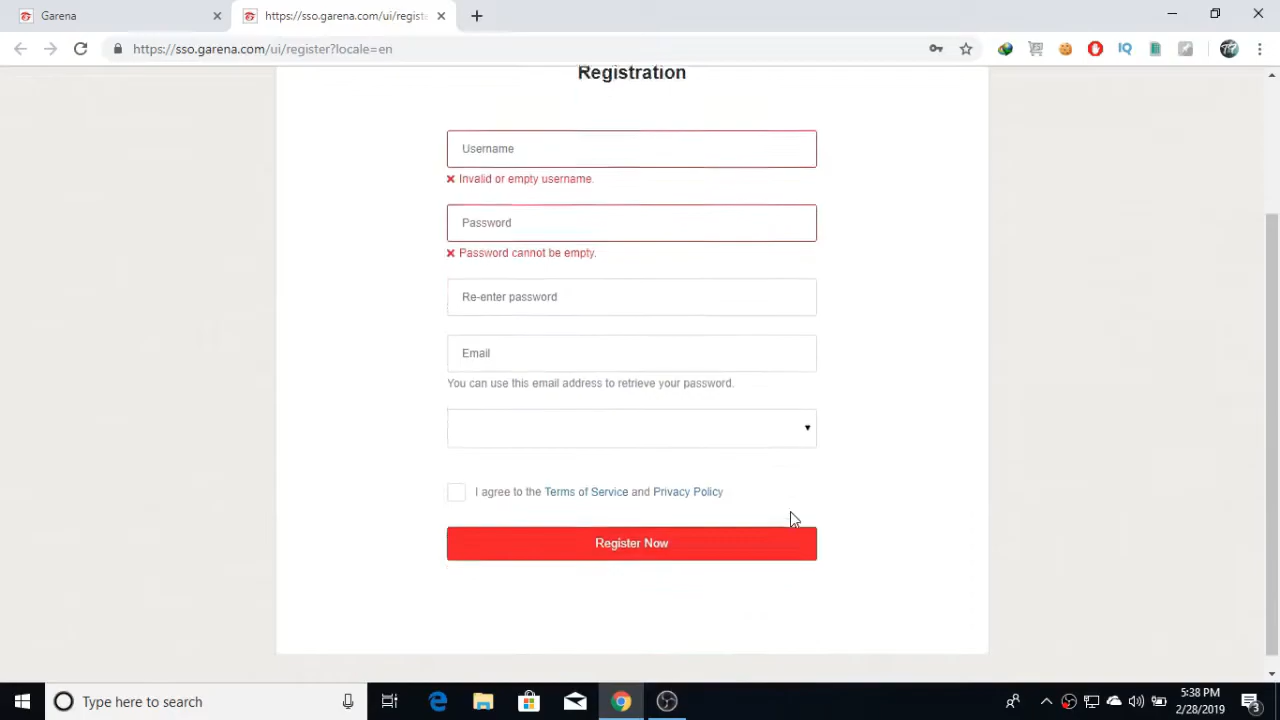 Garena
https://sso.garena.com/ui/regist
https://sso.garena.com/ui/register?locale=en
IQ
Registration
Username
Invalid or empty username.
Password
Password cannot be empty.
Re-enter password
Email
You can use this email address to retrieve your password.
I agree to the Terms of Service and Privacy Policy
Register Now
Type here to search
5:38 PM
2/28/2019
3